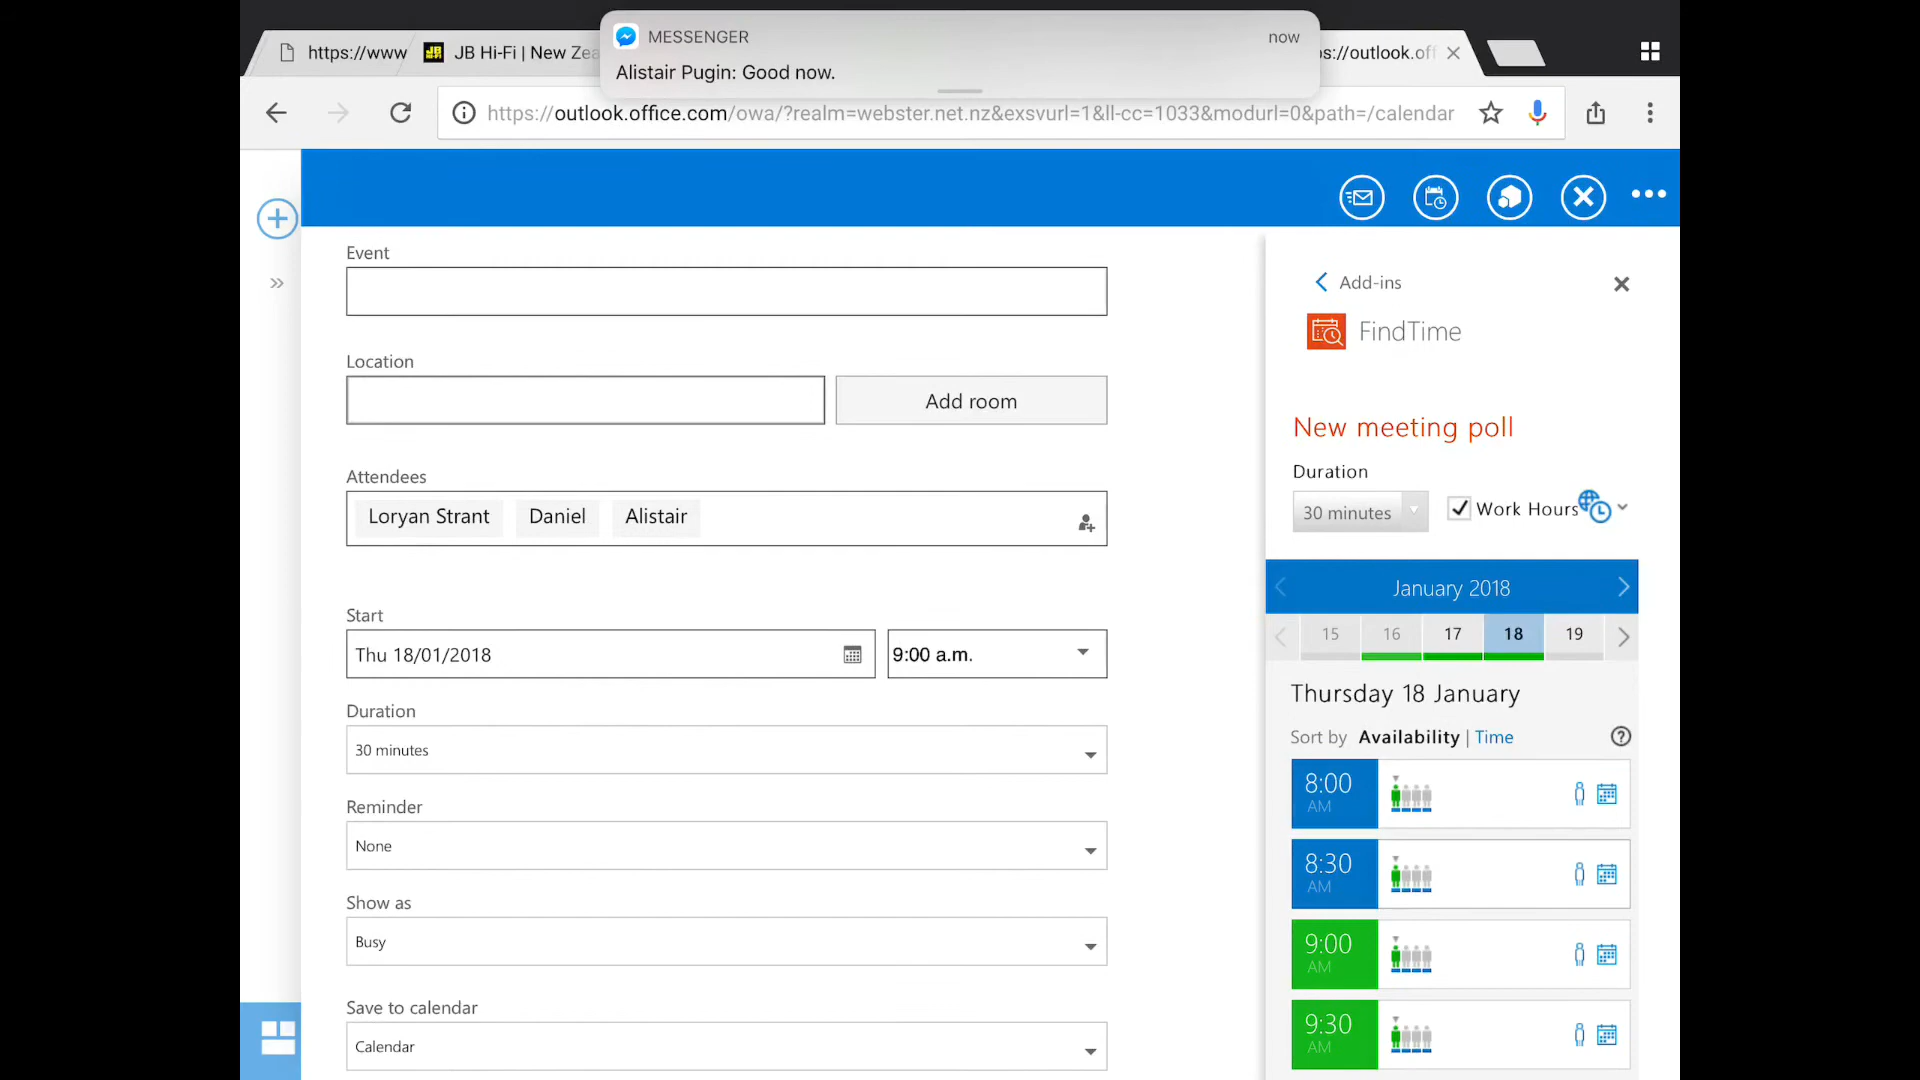 MESSENGER
now
Alistair Pugin: Good now.
https://www
JB Hi-Fi | New Zea
ps://outlook.off
https://outlook.office.com/owa/?realm=webster.net.nz&exsvurl=1&ll-cc=1033&modurl=0&path=/calendar
Event
Location
Add room
Attendees
Loryan Strant
Daniel
Alistair
Start
Thu 18/01/2018
9:00 a.m.
Duration
30 minutes
Reminder
None
Show as
Busy
Save to calendar
Calendar
Add-ins
FindTime
New meeting poll
Duration
30 minutes
Work Hours
January 2018
15 16 17 18 19
Thursday 18 January
Sort by Availability | Time
8:00
AM
8:30
AM
9:00
AM
9:30
AM